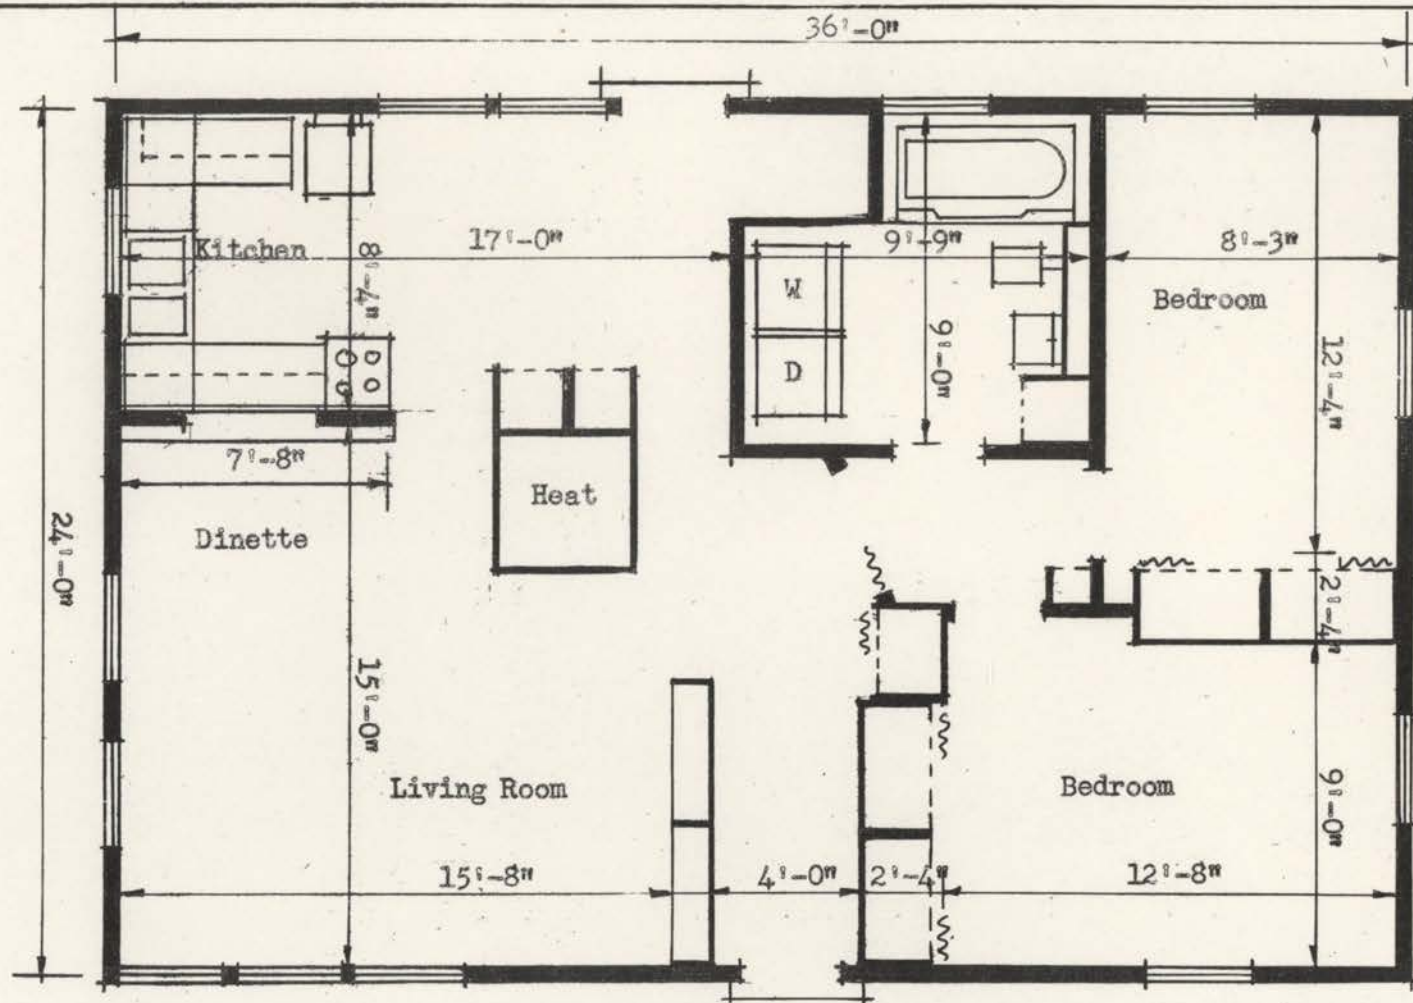 36'-0"
Kitchen
8'-4"
17'-0"
9'-9"
8'-3"
W
D
9'-0"
Bedroom
12'-4"
7'-8"
Heat
Dinette
24'-0"
2'-4"
15'-0"
Living Room
Bedroom
9'-0"
15'-8"
4'-0"
2'-4"
12'-8"